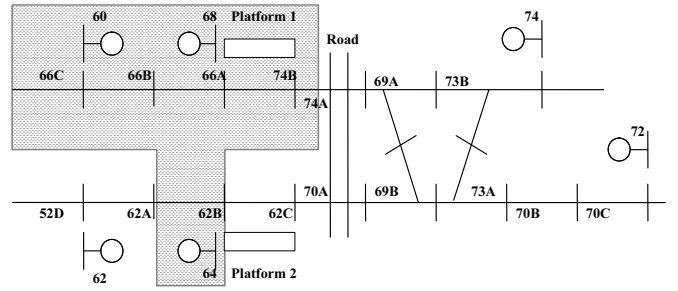 60 68 Platform 1 74
Road
66C 66B 66A 74B 69A 73B
74A
72
70A 69B 73A
52D 62A 62B 62C 70B 70C
62 64 Platform 2